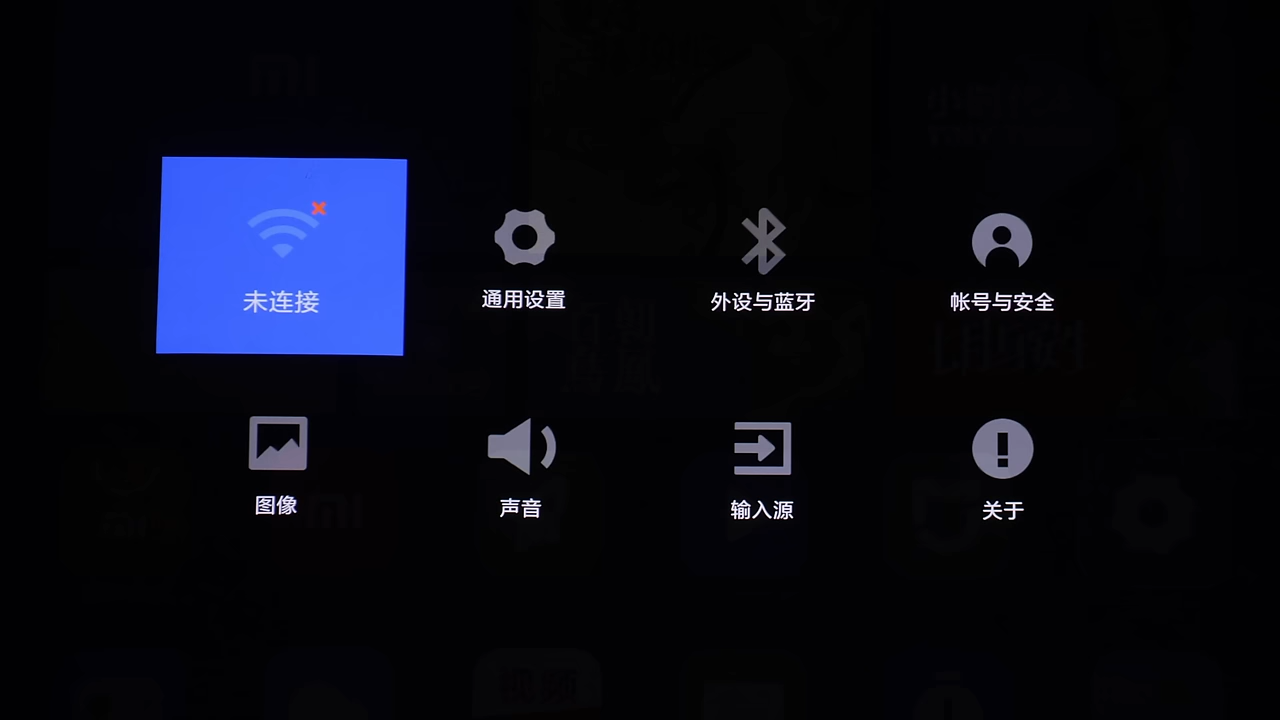 未连接
通用设置
外设与蓝牙
帐号与安全
图像
声音
输入源
关于